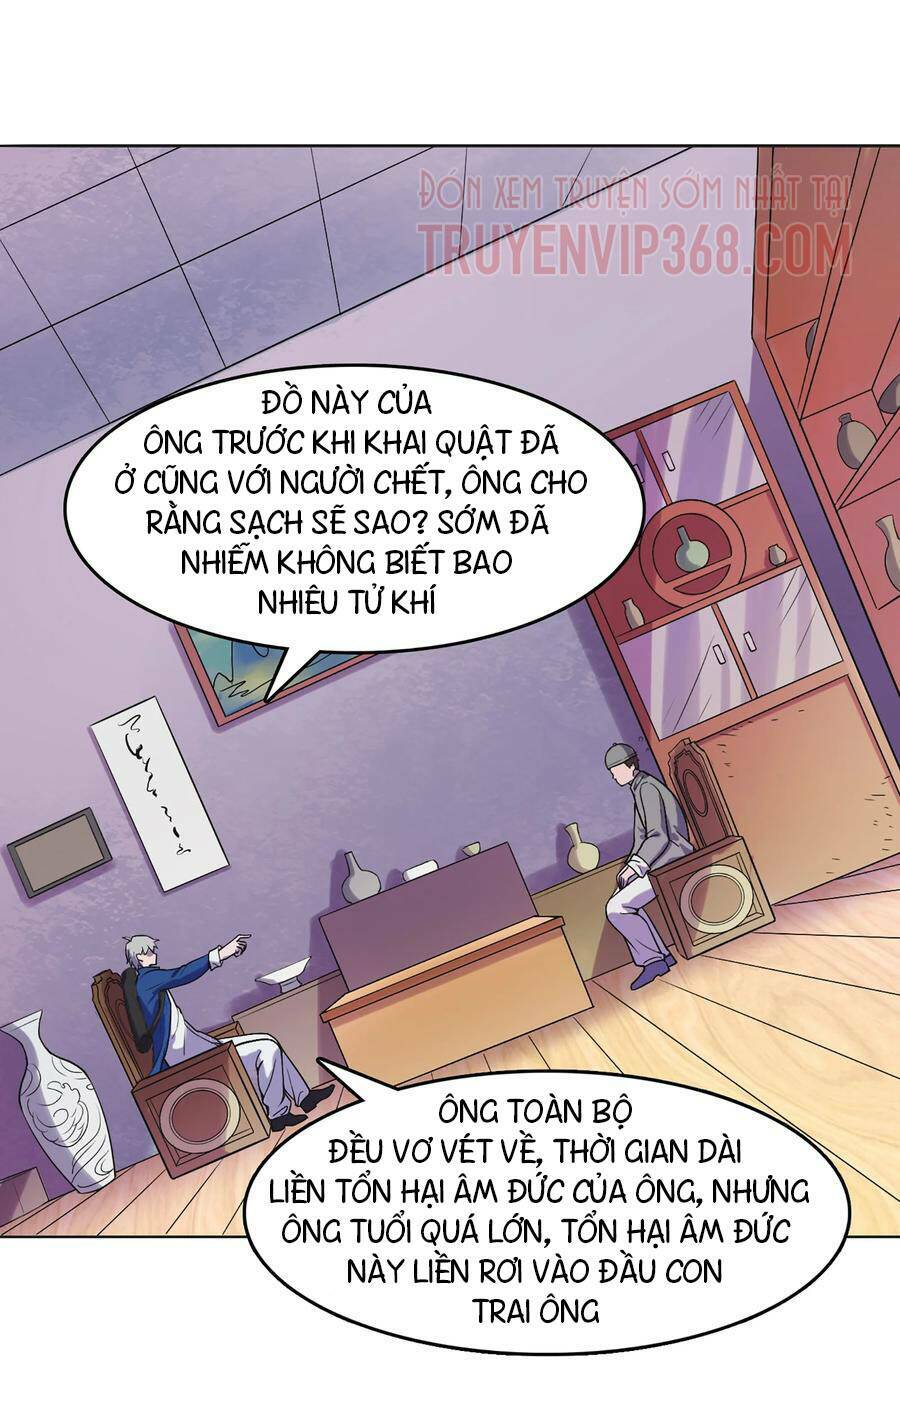 ĐÓN XEM TRUYỆN SỚM NHẤT TẠI
TRUYENVIP368.COM
ĐỒ NÀY CỦA
ÔNG TRƯỚC KHI KHAI QUẬT ĐÃ
Ở CŨNG VỚI NGƯỜI CHẾT, ÔNG CHO
RẰNG SẠCH SẼ SAO? SỚM ĐÃ
NHIỄM KHÔNG BIẾT BAO
NHIÊU TỬ KHÍ
ÔNG TOÀN BỘ
ĐỀU VƠ VÉT VỀ, THỜI GIAN DÀI
LIỀN TỔN HẠI ÂM ĐỨC CỦA ÔNG, NHƯNG
ÔNG TUỔI QUÁ LỚN, TỔN HẠI ÂM ĐỨC
NÀY LIỀN RƠI VÀO ĐẦU CON
TRAI ÔNG